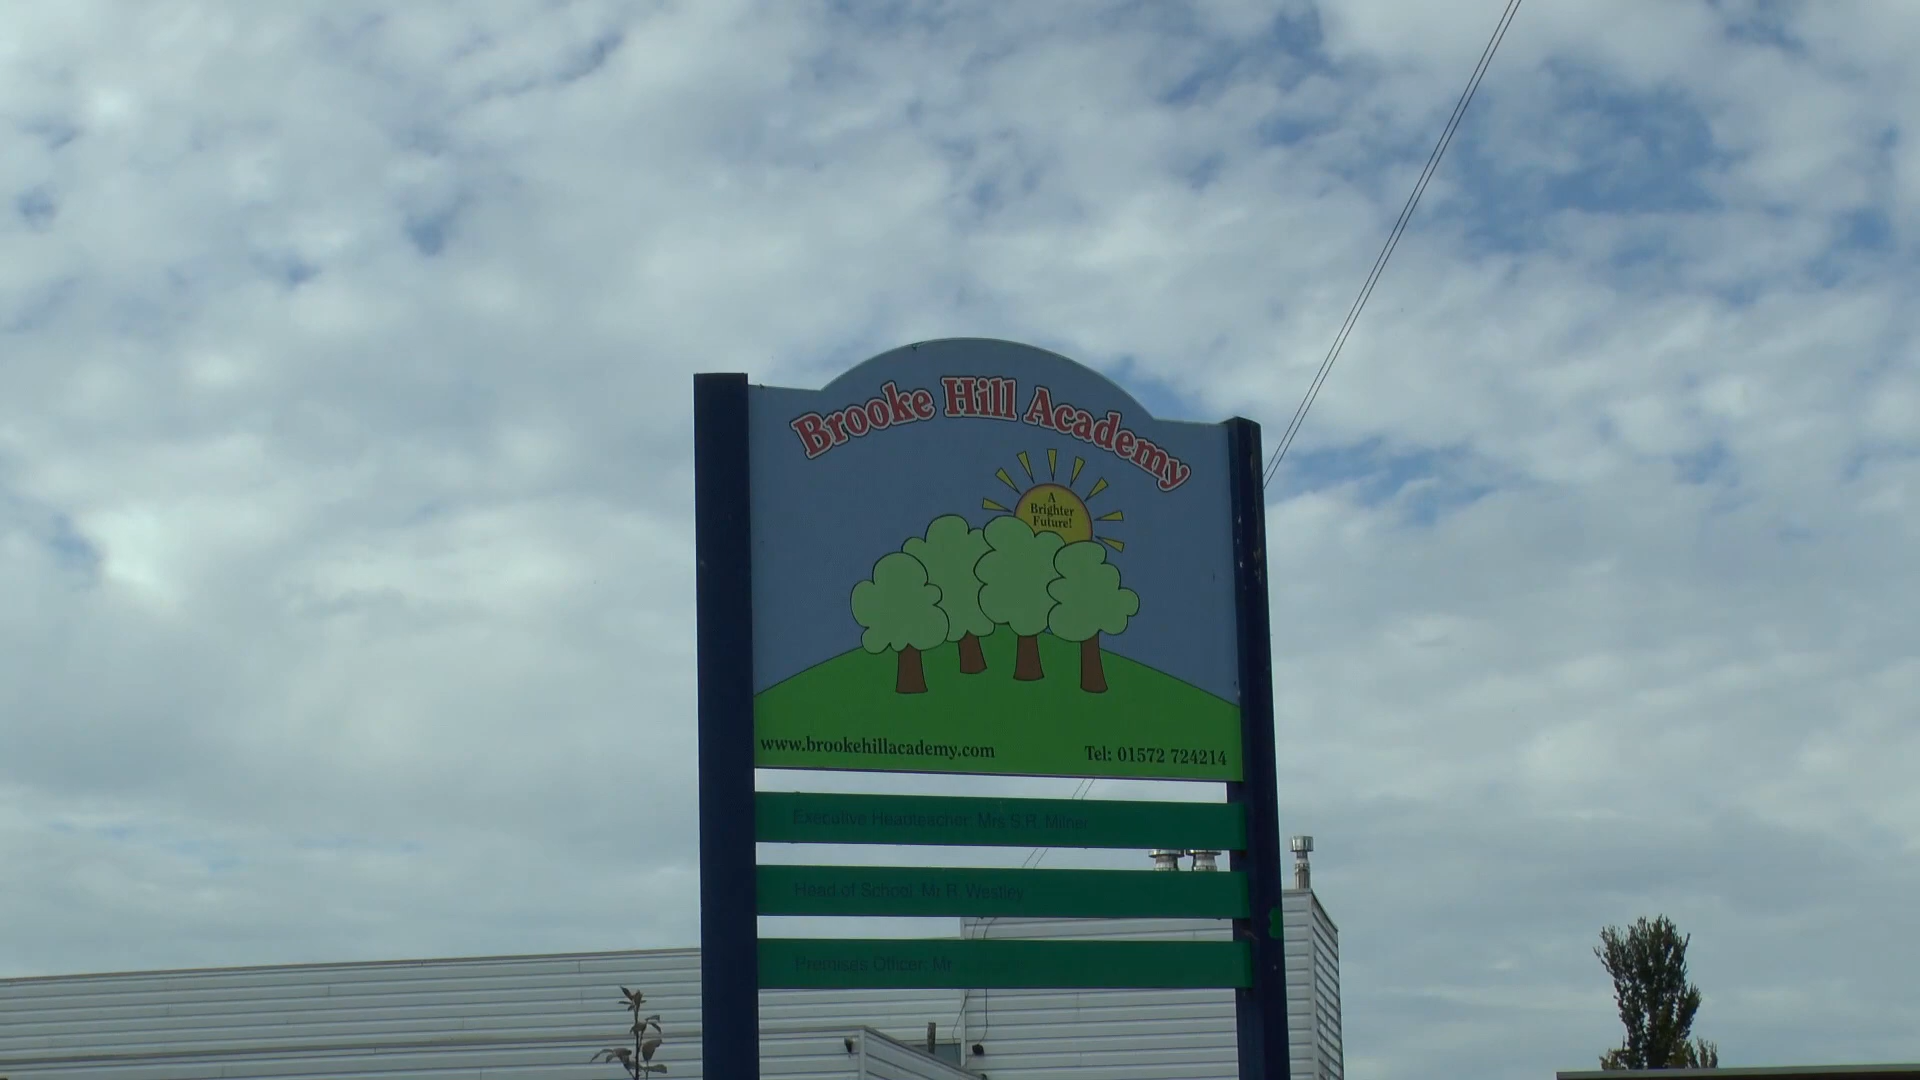 Brooke Hill Academy
A
Brighter
Future!
www.brookehillacademy.com Tel: 01572 724214
Executive Headteacher: Mrs S.R. Milner
Head of School: Mr R. Westley
Premises Officer: Mr